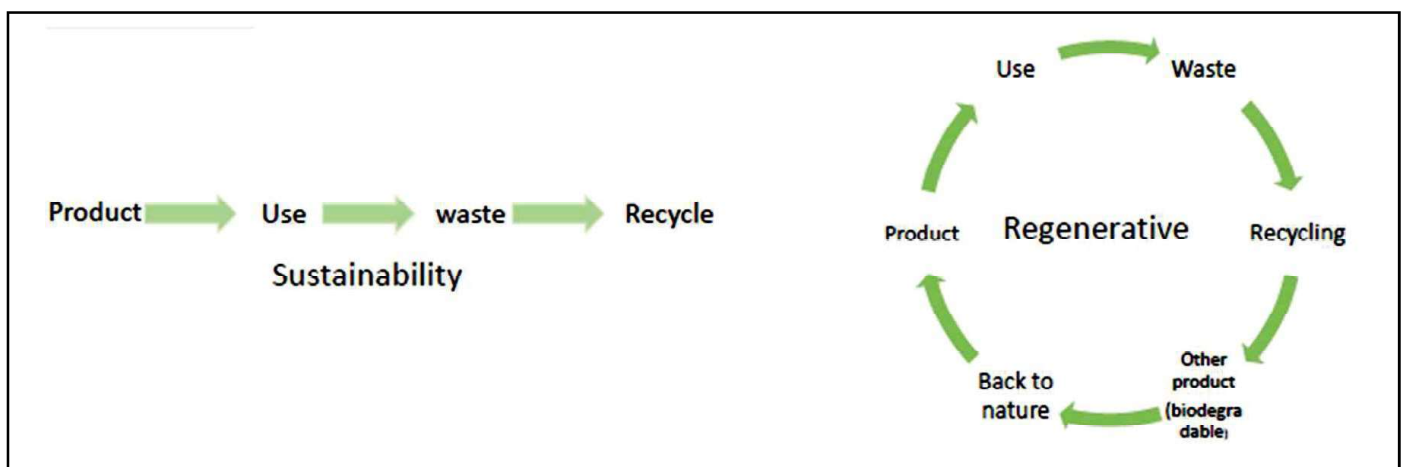 Product
Use
waste
Recycle
Sustainability
Use
Waste
Product
Regenerative
Recycling
Back to
nature
Other
product
(biodegra
dable)